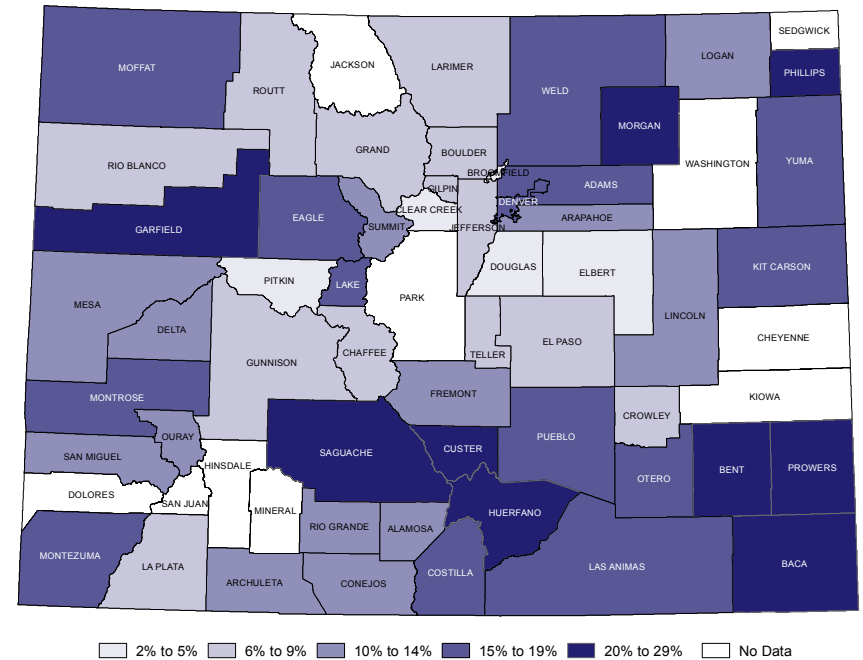 SEDGWICK
LOGAN
JACKSON
LARIMER
MOFFAT
PHILLIPS
ROUTT
WELD
MORGAN
GRAND
BOULDER
WASHINGTON
YUMA
RIO BLANCO
BROOMFIELD
GILPIN
ADAMS
DENVER
CLEAR CREEK
EAGLE
ARAPAHOE
SUMMIT
JEFFERSON
GARFIELD
DOUGLAS
ELBERT
KIT CARSON
PITKIN
LAKE
PARK
MESA
LINCOLN
DELTA
CHEYENNE
EL PASO
CHAFFEE
TELLER
GUNNISON
FREMONT
KIOWA
MONTROSE
CROWLEY
OURAY
PUEBLO
CUSTER
SAGUACHE
SAN MIGUEL
HINSDALE
BENT
PROWERS
OTERO
DOLORES
SAN JUAN
MINERAL
HUERFANO
RIO GRANDE
ALAMOSA
MONTEZUMA
LA PLATA
LAS ANIMAS
BACA
COSTILLA
ARCHULETA
CONEJOS
2% to 5%
6% to 9%
10% to 14%
15% to 19%
20% to 29%
No Data